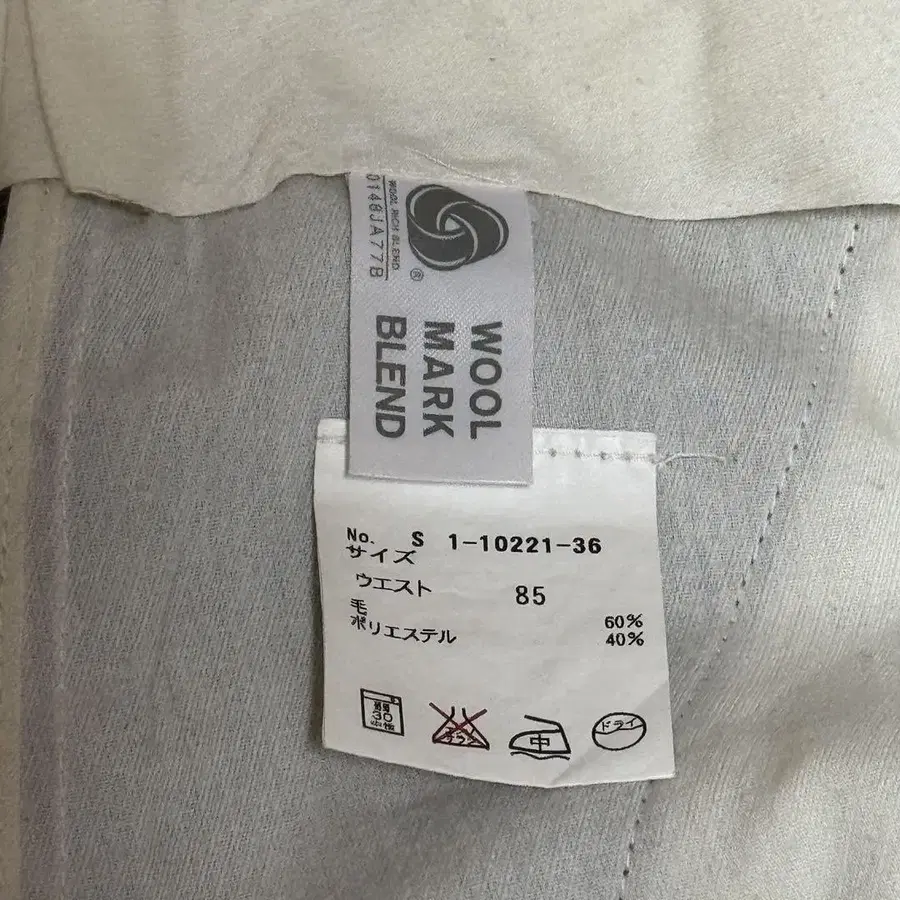 WOOL
MARK
BLEND
WOOL RICH BLEND
0148JA77B
No. S 1-10221-36
サイズ
ウエスト 85
毛 60%
ポリエステル 40%
30
中
ドライ